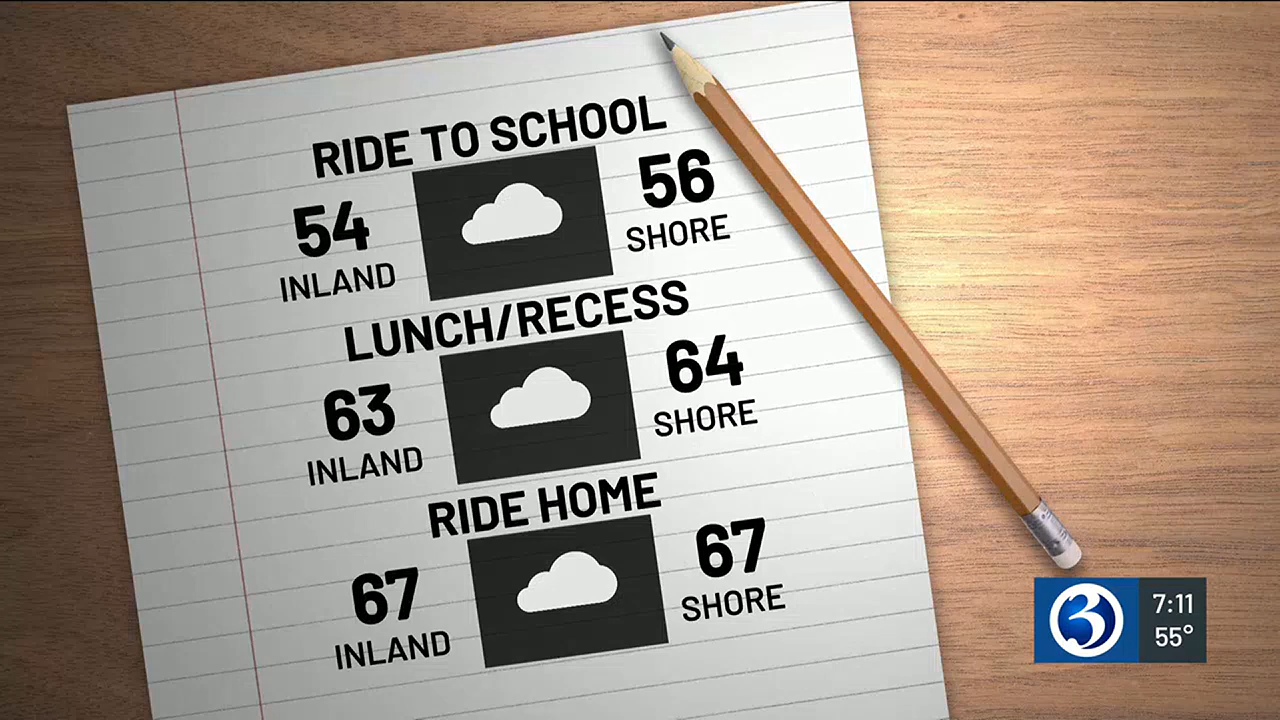 RIDE TO SCHOOL
54
INLAND
56
SHORE
LUNCH/RECESS
63
INLAND
64
SHORE
RIDE HOME
67
INLAND
67
SHORE
3
7:11
55°